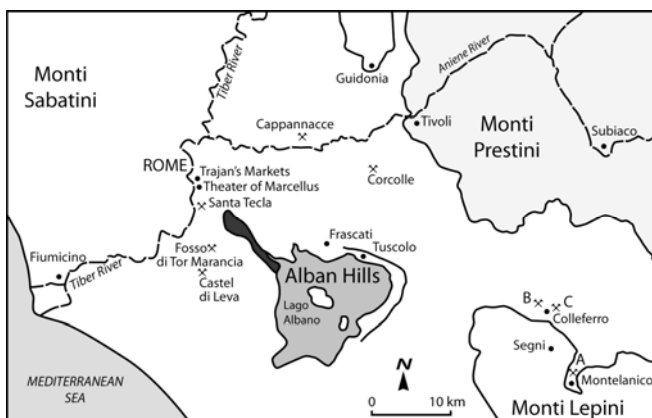 Monti
Sabatini
Tiber River
Guidonia
Aniene River
Cappannacce
Tivoli
Monti
Prestini
Subiaco
ROME
Trajan's Markets
Theater of Marcellus
Corcolle
Santa Tecla
Frascati
Tuscolo
Fosso
di Tor Marancia
Fiumicino
Tiber River
Castel
di Leva
Alban Hills
Lago
Albano
B
C
Colleferro
Segni
A
Montelanico
N
MEDITERRANEAN
SEA
0
10 km
Monti Lepini